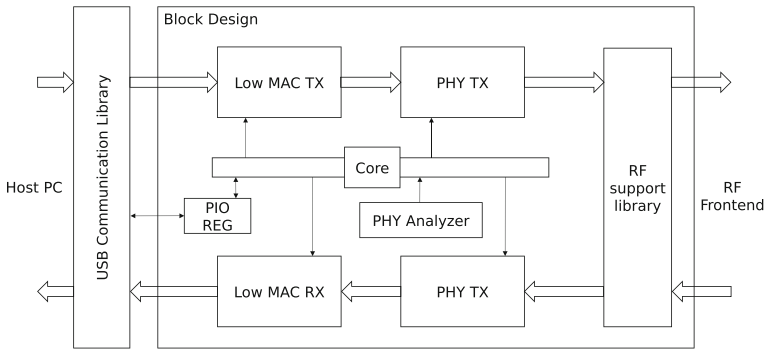 Block Design
Low MAC TX
PHY TX
USB Communication Library
Core
Host PC
PIO
REG
PHY Analyzer
RF
support
library
RF
Frontend
Low MAC RX
PHY TX